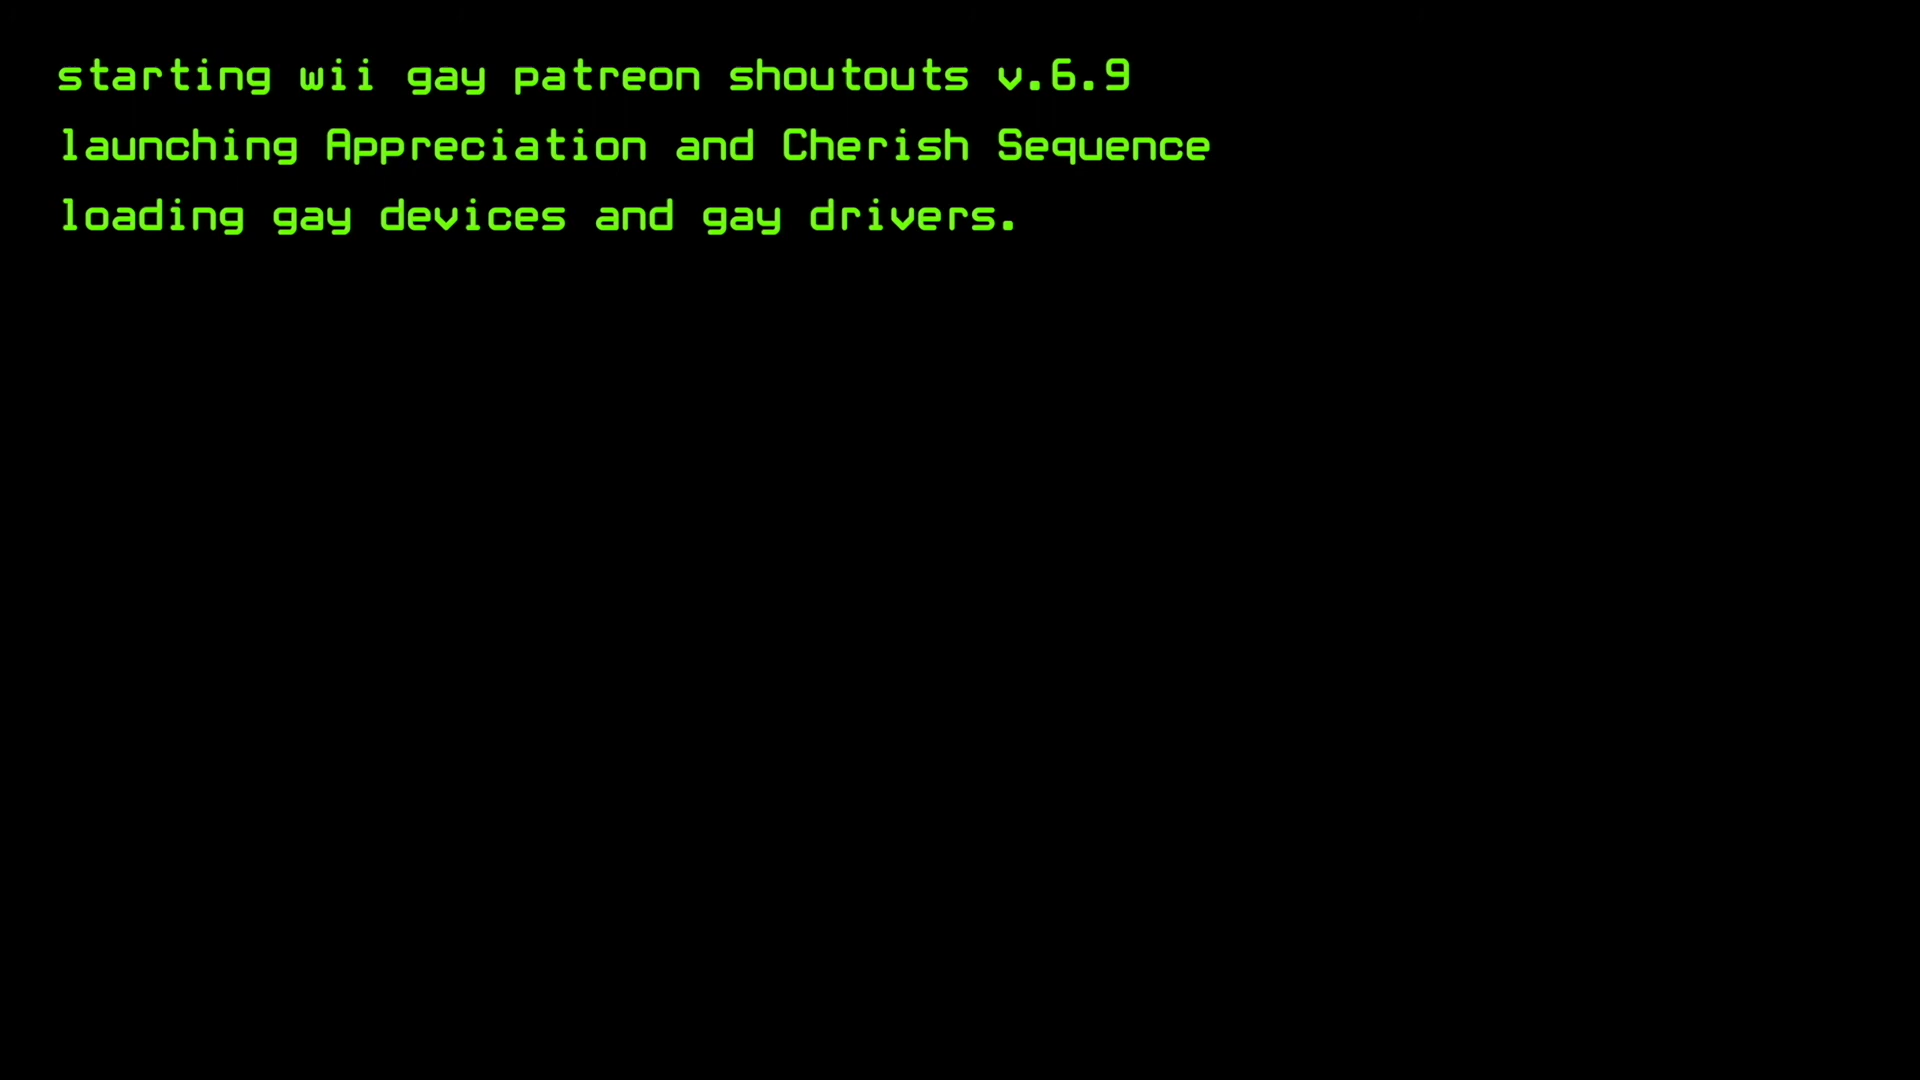 starting wii gay patreon shoutouts v.6.9
launching Appreciation and Cherish Sequence
loading gay devices and gay drivers.